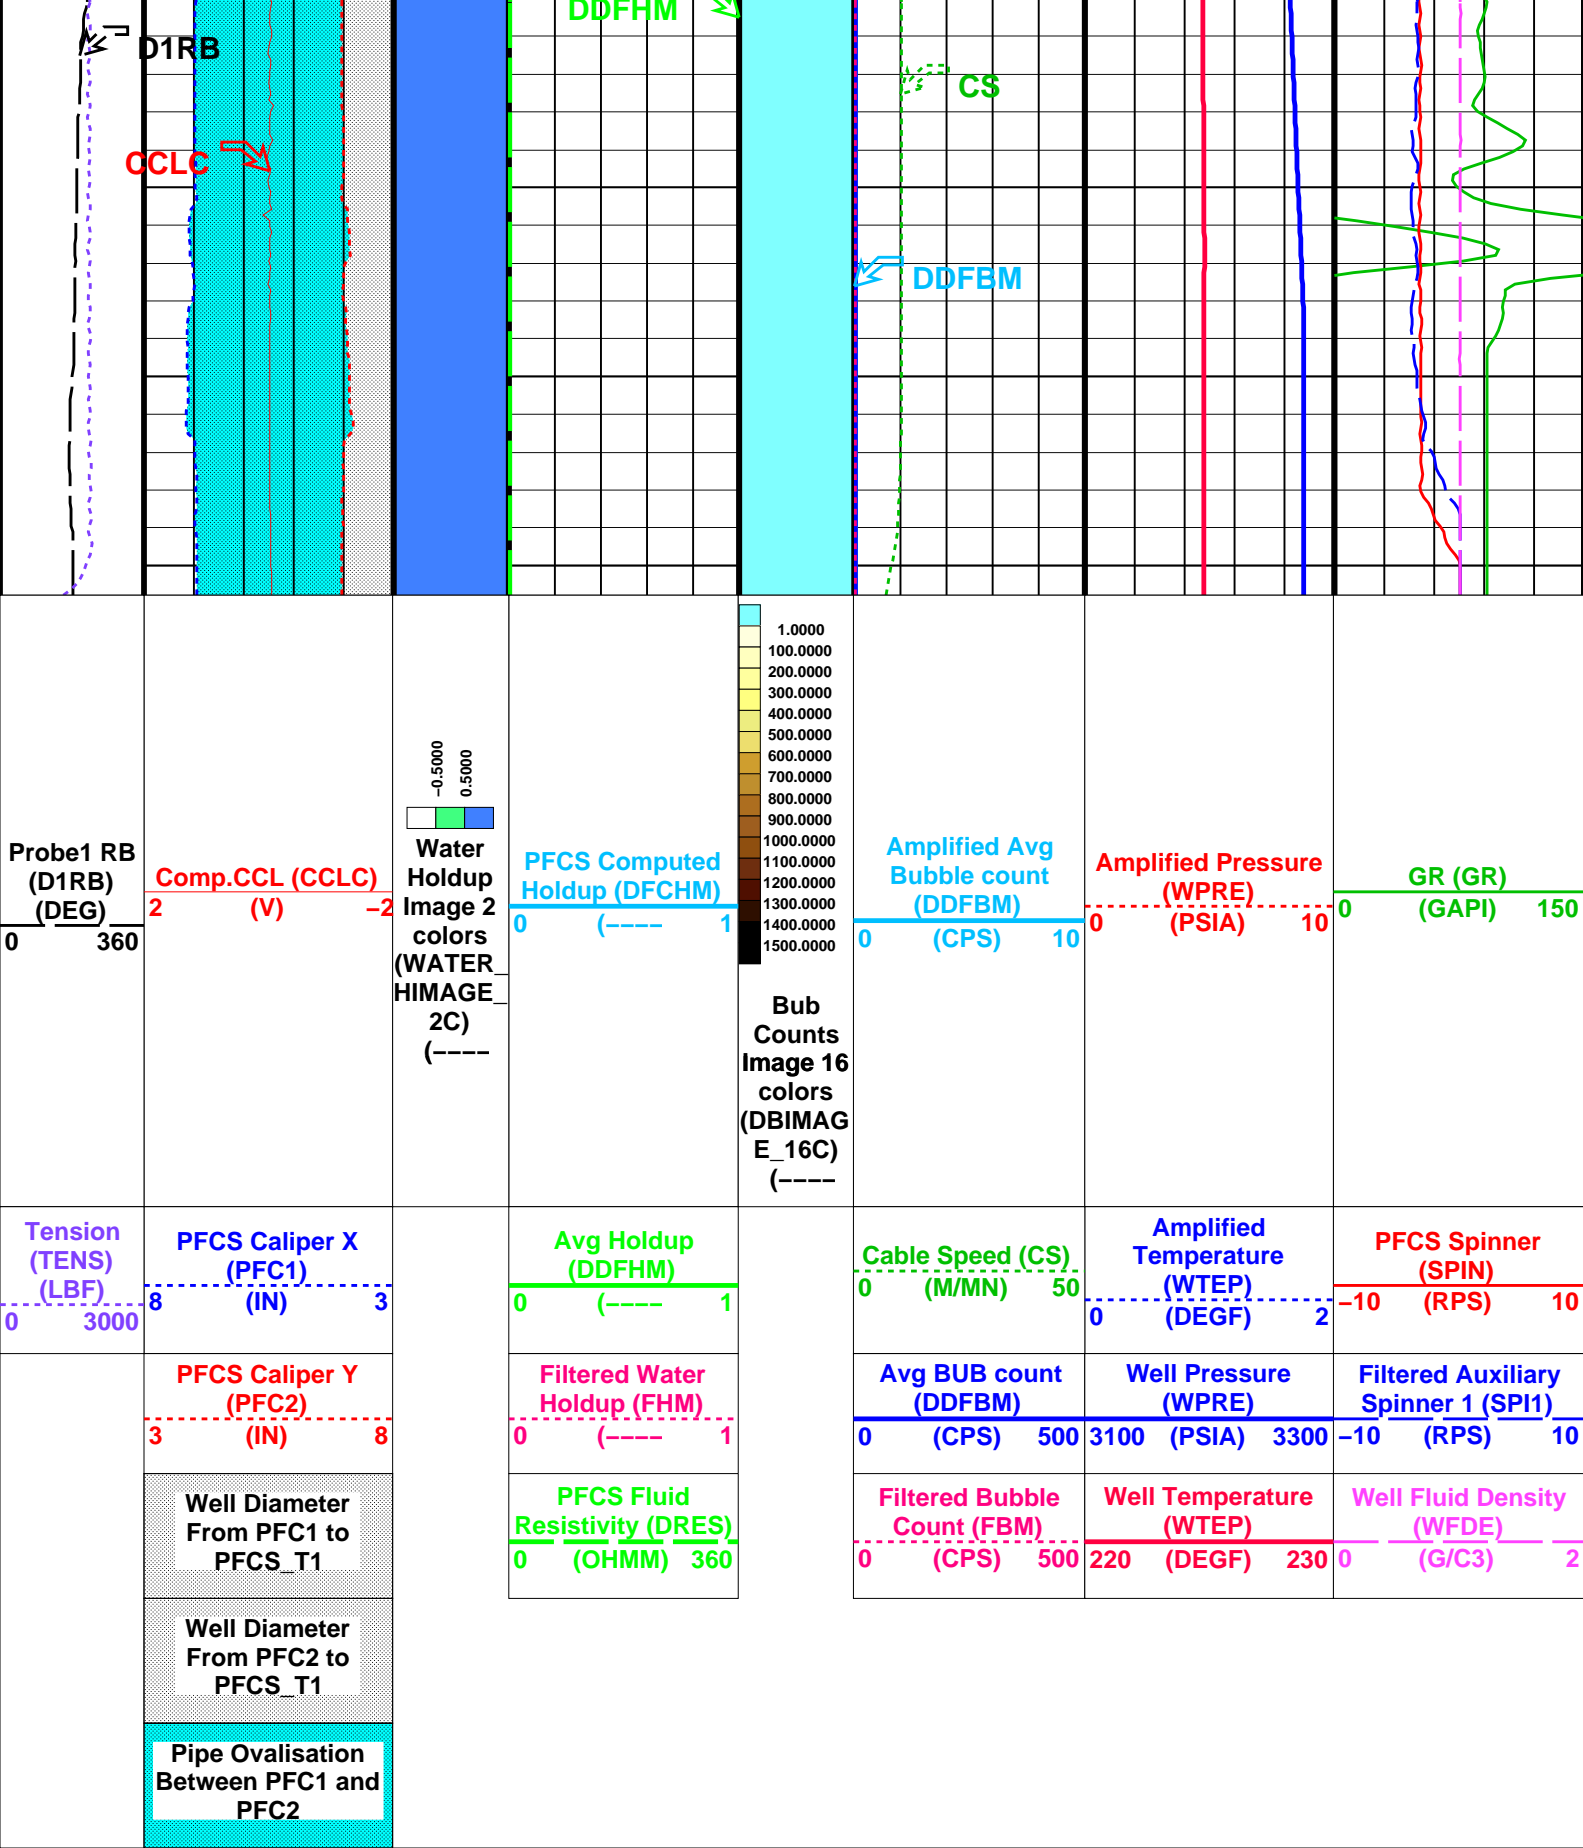 DDFHM
D1RB
CS
CCLC
DDFBM
Probe1 RB
(D1RB)
(DEG)
0 360
Comp.CCL (CCLC)
2 (V) −2
−0.5000
0.5000
Water
Holdup
Image 2
colors
(WATER_
HIMAGE_
2C)
(−−−−
PFCS Computed
Holdup (DFCHM)
0 (−−−− 1
1.0000
100.0000
200.0000
300.0000
400.0000
500.0000
600.0000
700.0000
800.0000
900.0000
1000.0000
1100.0000
1200.0000
1300.0000
1400.0000
1500.0000
Bub
Counts
Image 16
colors
(DBIMAG
E_16C)
(−−−−
Amplified Avg
Bubble count
(DDFBM)
0 (CPS) 10
Amplified Pressure
(WPRE)
0 (PSIA) 10
GR (GR)
0 (GAPI) 150
Tension
(TENS)
(LBF)
0 3000
PFCS Caliper X
(PFC1)
8 (IN) 3
Avg Holdup
(DDFHM)
0 (−−−− 1
Cable Speed (CS)
0 (M/MN) 50
Amplified
Temperature
(WTEP)
0 (DEGF) 2
PFCS Spinner
(SPIN)
−10 (RPS) 10
PFCS Caliper Y
(PFC2)
3 (IN) 8
Filtered Water
Holdup (FHM)
0 (−−−− 1
Avg BUB count
(DDFBM)
0 (CPS) 500
Well Pressure
(WPRE)
3100 (PSIA) 3300
Filtered Auxiliary
Spinner 1 (SPI1)
−10 (RPS) 10
Well Diameter
From PFC1 to
PFCS_T1
PFCS Fluid
Resistivity (DRES)
0 (OHMM) 360
Filtered Bubble
Count (FBM)
0 (CPS) 500
Well Temperature
(WTEP)
220 (DEGF) 230
Well Fluid Density
(WFDE)
0 (G/C3) 2
Well Diameter
From PFC2 to
PFCS_T1
Pipe Ovalisation
Between PFC1 and
PFC2